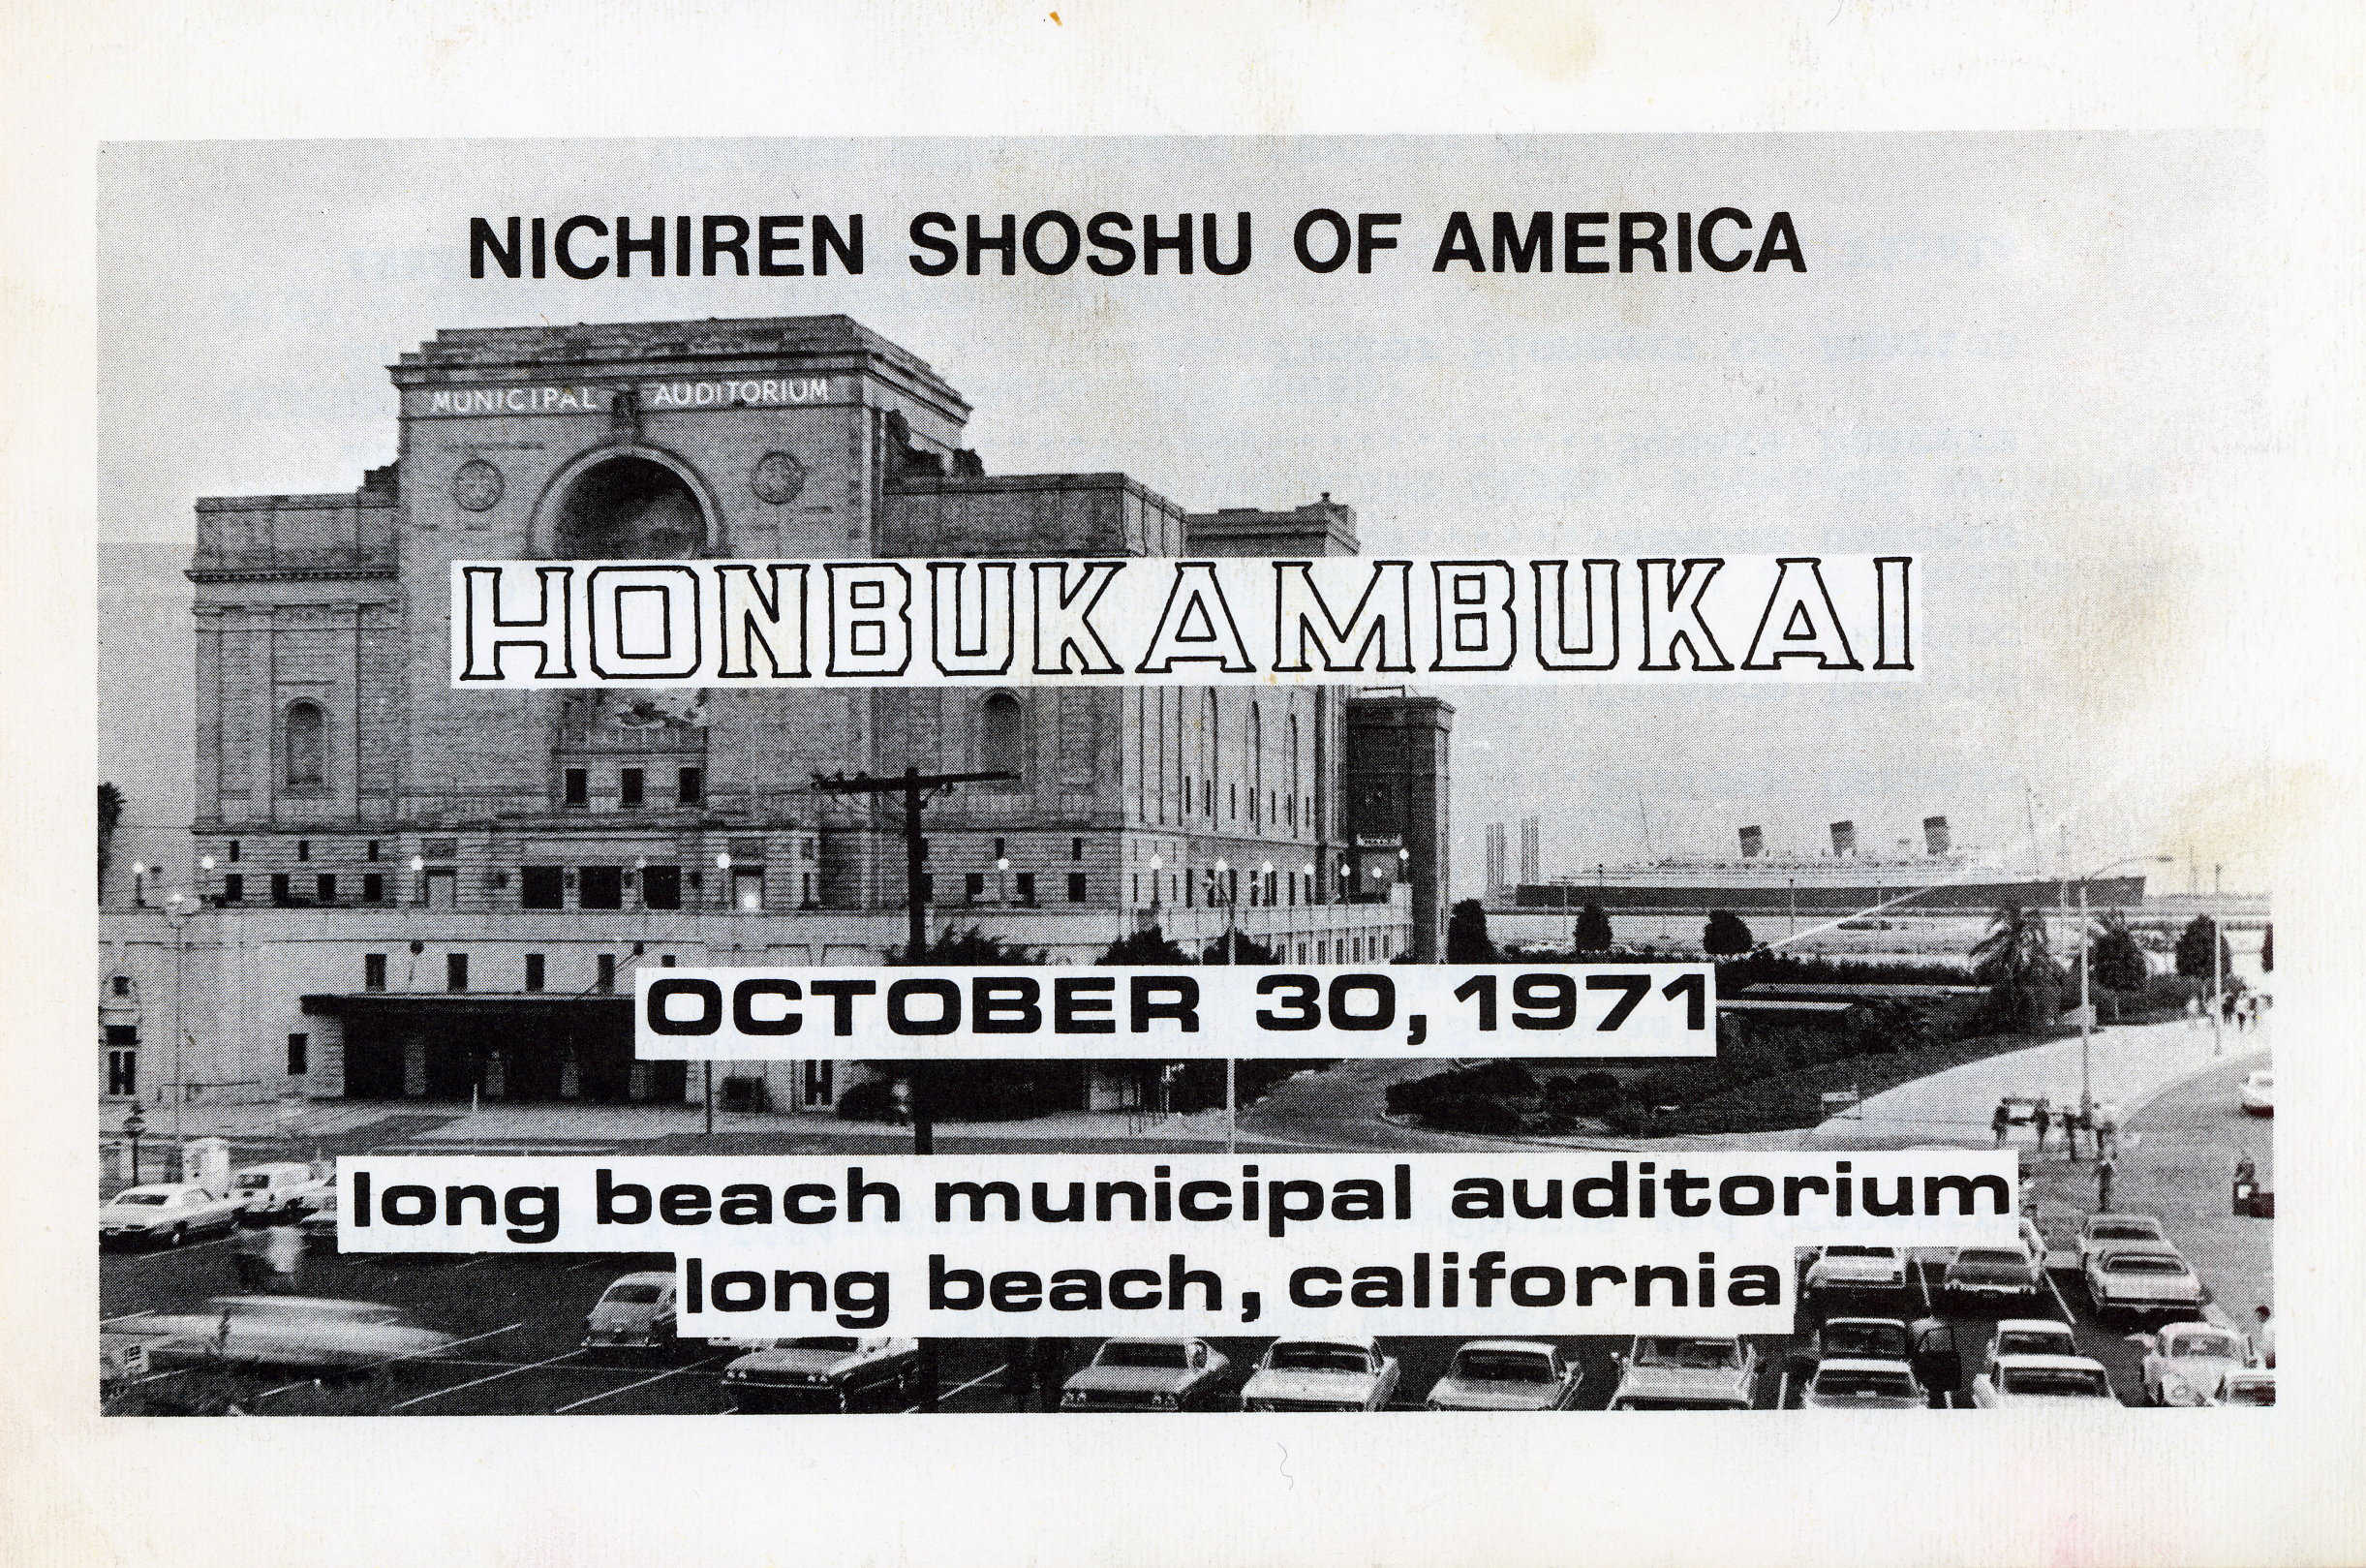 NICHIREN SHOSHU OF AMERICA
MUNICIPAL AUDITORIUM
HONBUKAMBUKAI
OCTOBER 30, 1971
long beach municipal auditorium
long beach, california